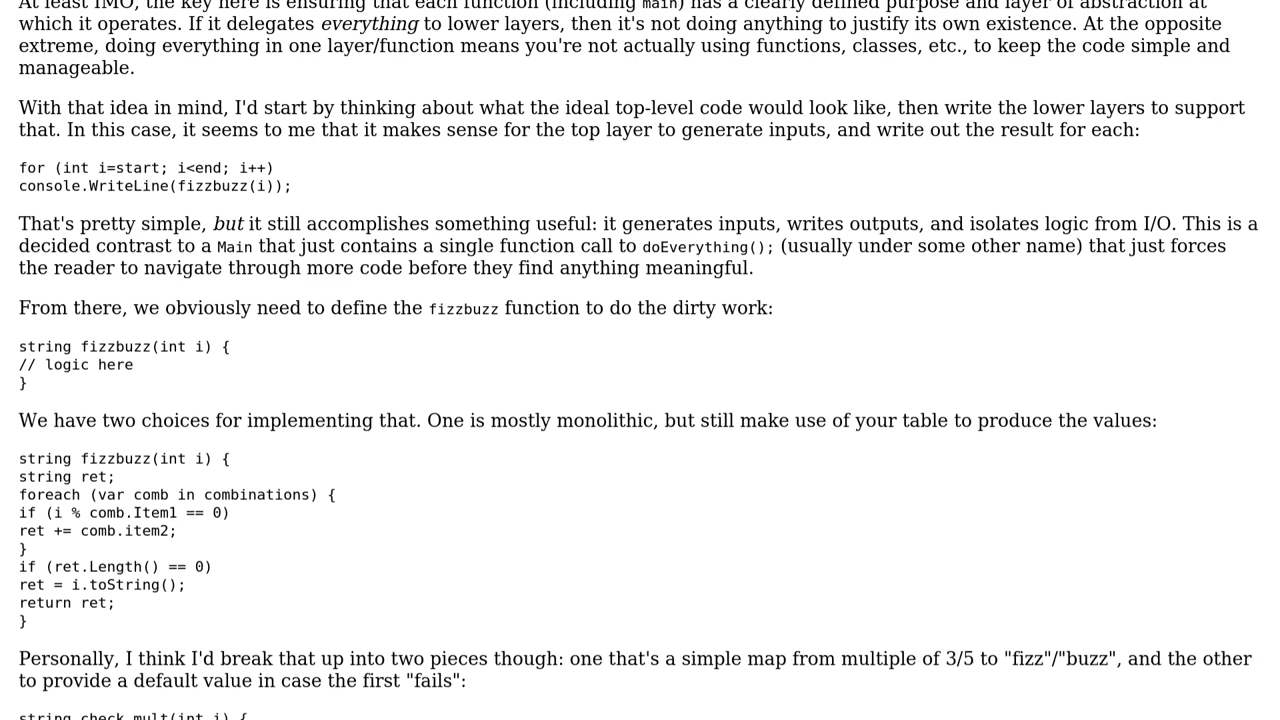 At least IMO, the key here is ensuring that each function (including main) has a clearly defined purpose and layer of abstraction at
which it operates. If it delegates everything to lower layers, then it's not doing anything to justify its own existence. At the opposite
extreme, doing everything in one layer/function means you're not actually using functions, classes, etc., to keep the code simple and
manageable.
With that idea in mind, I'd start by thinking about what the ideal top-level code would look like, then write the lower layers to support
that. In this case, it seems to me that it makes sense for the top layer to generate inputs, and write out the result for each:
for (int i=start; i<end; i++)
console.WriteLine(fizzbuzz(i));
That's pretty simple, but it still accomplishes something useful: it generates inputs, writes outputs, and isolates logic from I/O. This is a
decided contrast to a Main that just contains a single function call to doEverything(); (usually under some other name) that just forces
the reader to navigate through more code before they find anything meaningful.
From there, we obviously need to define the fizzbuzz function to do the dirty work:
string fizzbuzz(int i) {
// logic here
}
We have two choices for implementing that. One is mostly monolithic, but still make use of your table to produce the values:
string fizzbuzz(int i) {
string ret;
foreach (var comb in combinations) {
if (i % comb.Item1 == 0)
ret += comb.item2;
}
if (ret.Length() == 0)
ret = i.toString();
return ret;
}
Personally, I think I'd break that up into two pieces though: one that's a simple map from multiple of 3/5 to "fizz"/"buzz", and the other
to provide a default value in case the first "fails":
string check_mult(int i) {